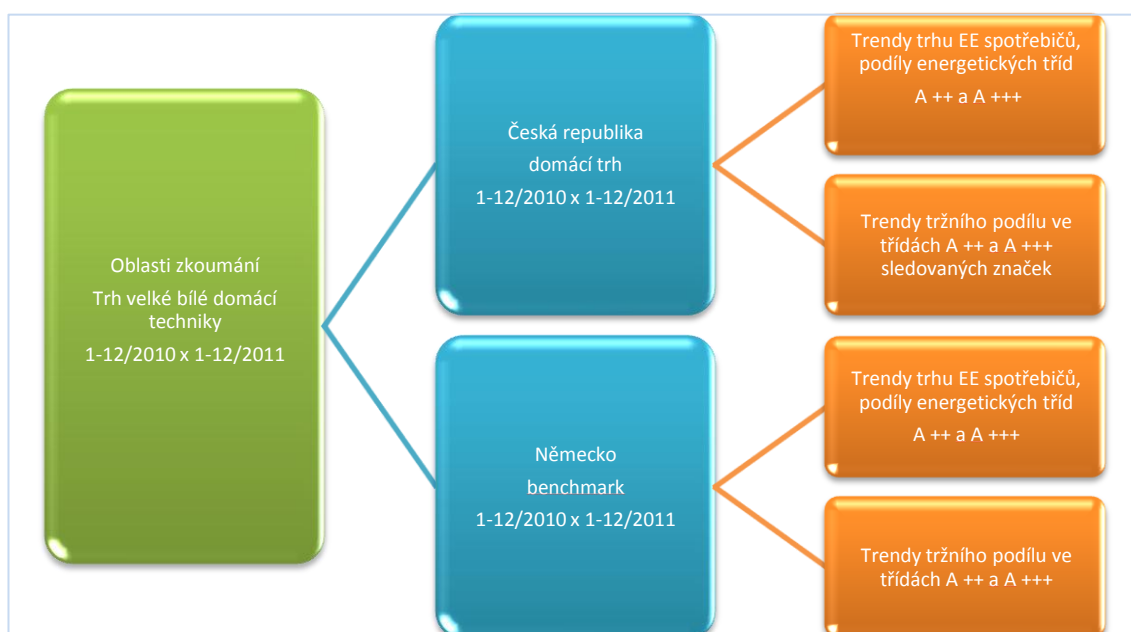 Oblasti zkoumání
Trh velké bílé domácí
techniky
1-12/2010 x 1-12/2011
Česká republika
domácí trh
1-12/2010 x 1-12/2011
Trendy trhu EE spotřebičů,
podíly energetických tříd
A ++ a A +++
Trendy tržního podílu ve
třídách A ++ a A +++
sledovaných značek
Německo
benchmark
1-12/2010 x 1-12/2011
Trendy trhu EE spotřebičů,
podíly energetických tříd
A ++ a A +++
Trendy tržního podílu ve
třídách A ++ a A +++